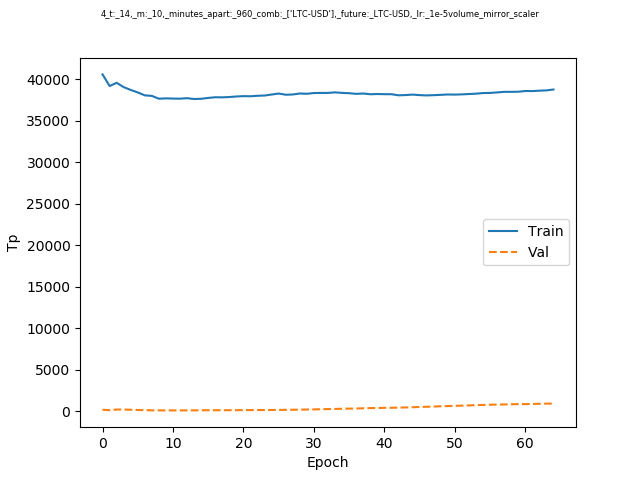 4_t:_14,_m:_10,_minutes_apart:_960_comb:_['LTC-USD'],_future:_LTC-USD,_lr:_1e-5volume_mirror_scaler
40000
35000
30000
25000
20000
15000
10000
5000
0
Tp
Train
Val
0 10 20 30 40 50 60
Epoch